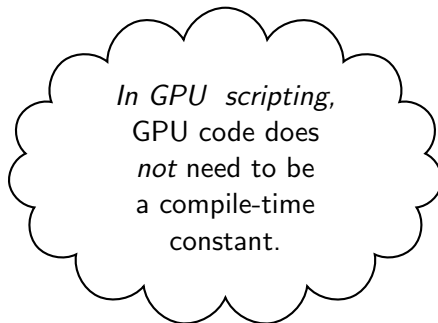 In GPU scripting,
GPU code does
not need to be
a compile-time
constant.